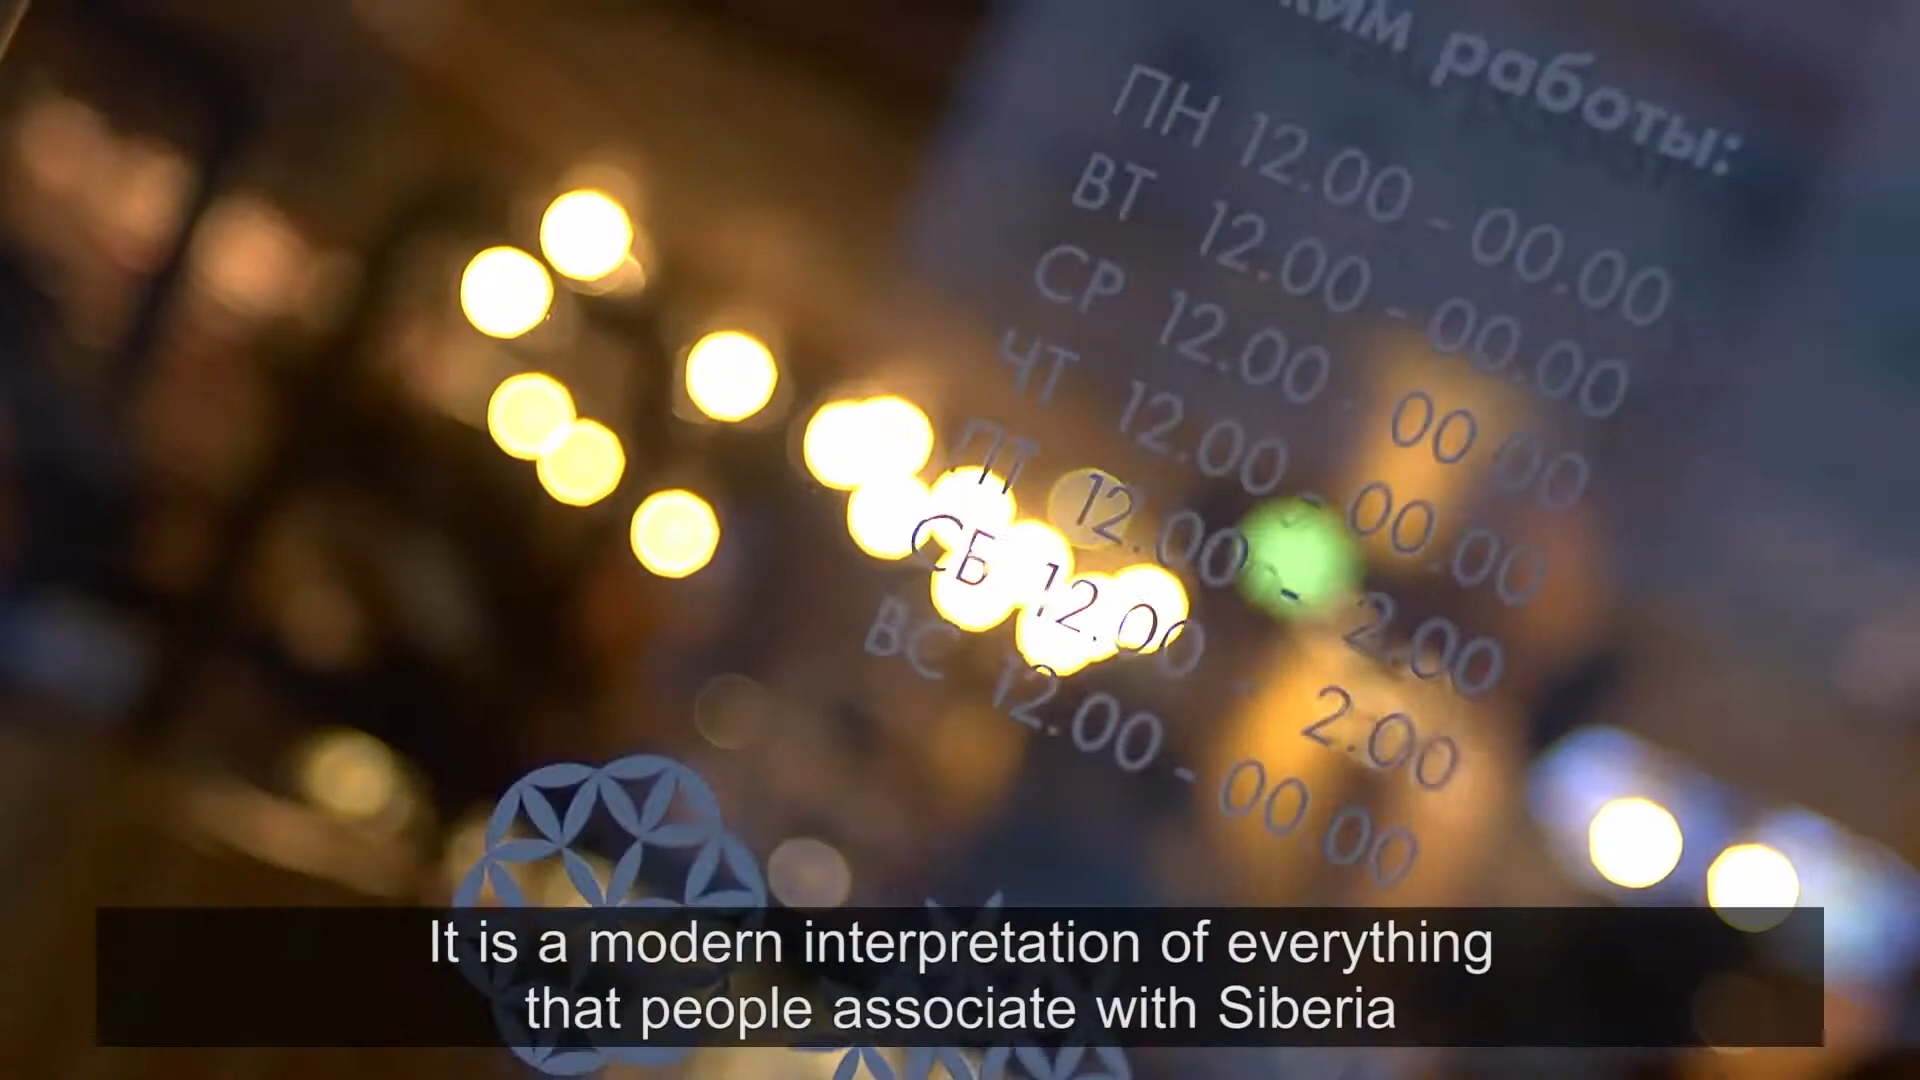 ким работы:
ПН 12.00 - 00.00
ВТ 12.00 - 00.00
СР 12.00 - 00 00
ЧТ 12.00 - 00.00
ПТ 12.00 - 2.00
СБ 12.00 - 2.00
ВС 12.00 - 00 00
It is a modern interpretation of everything
that people associate with Siberia